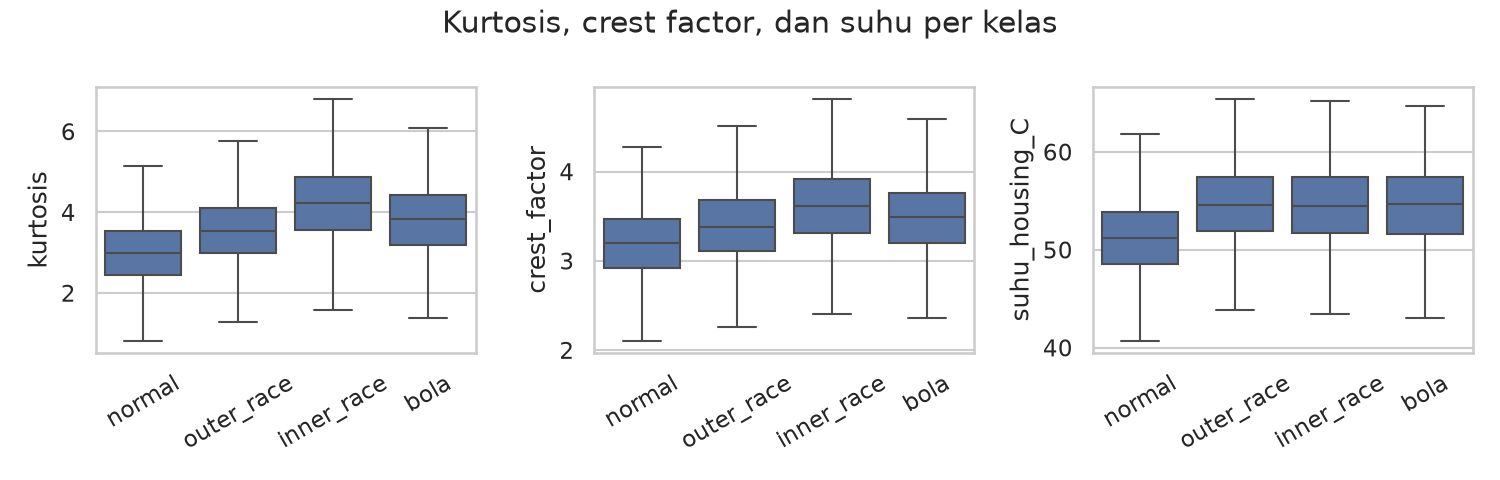 Kurtosis, crest factor, dan suhu per kelas
kurtosis
6
4
2
normal
outer_race
inner_race
bola
crest_factor
4
3
2
normal
outer_race
inner_race
bola
suhu_housing_C
60
50
40
normal
outer_race
inner_race
bola